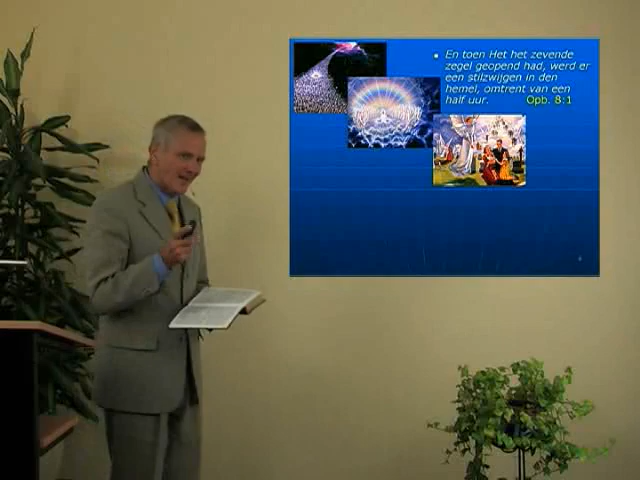 En toen Het het zevende
zegel geopend had, werd er
een stilzwijgen in den
hemel, omtrent van een
half uur. Opb. 8:1